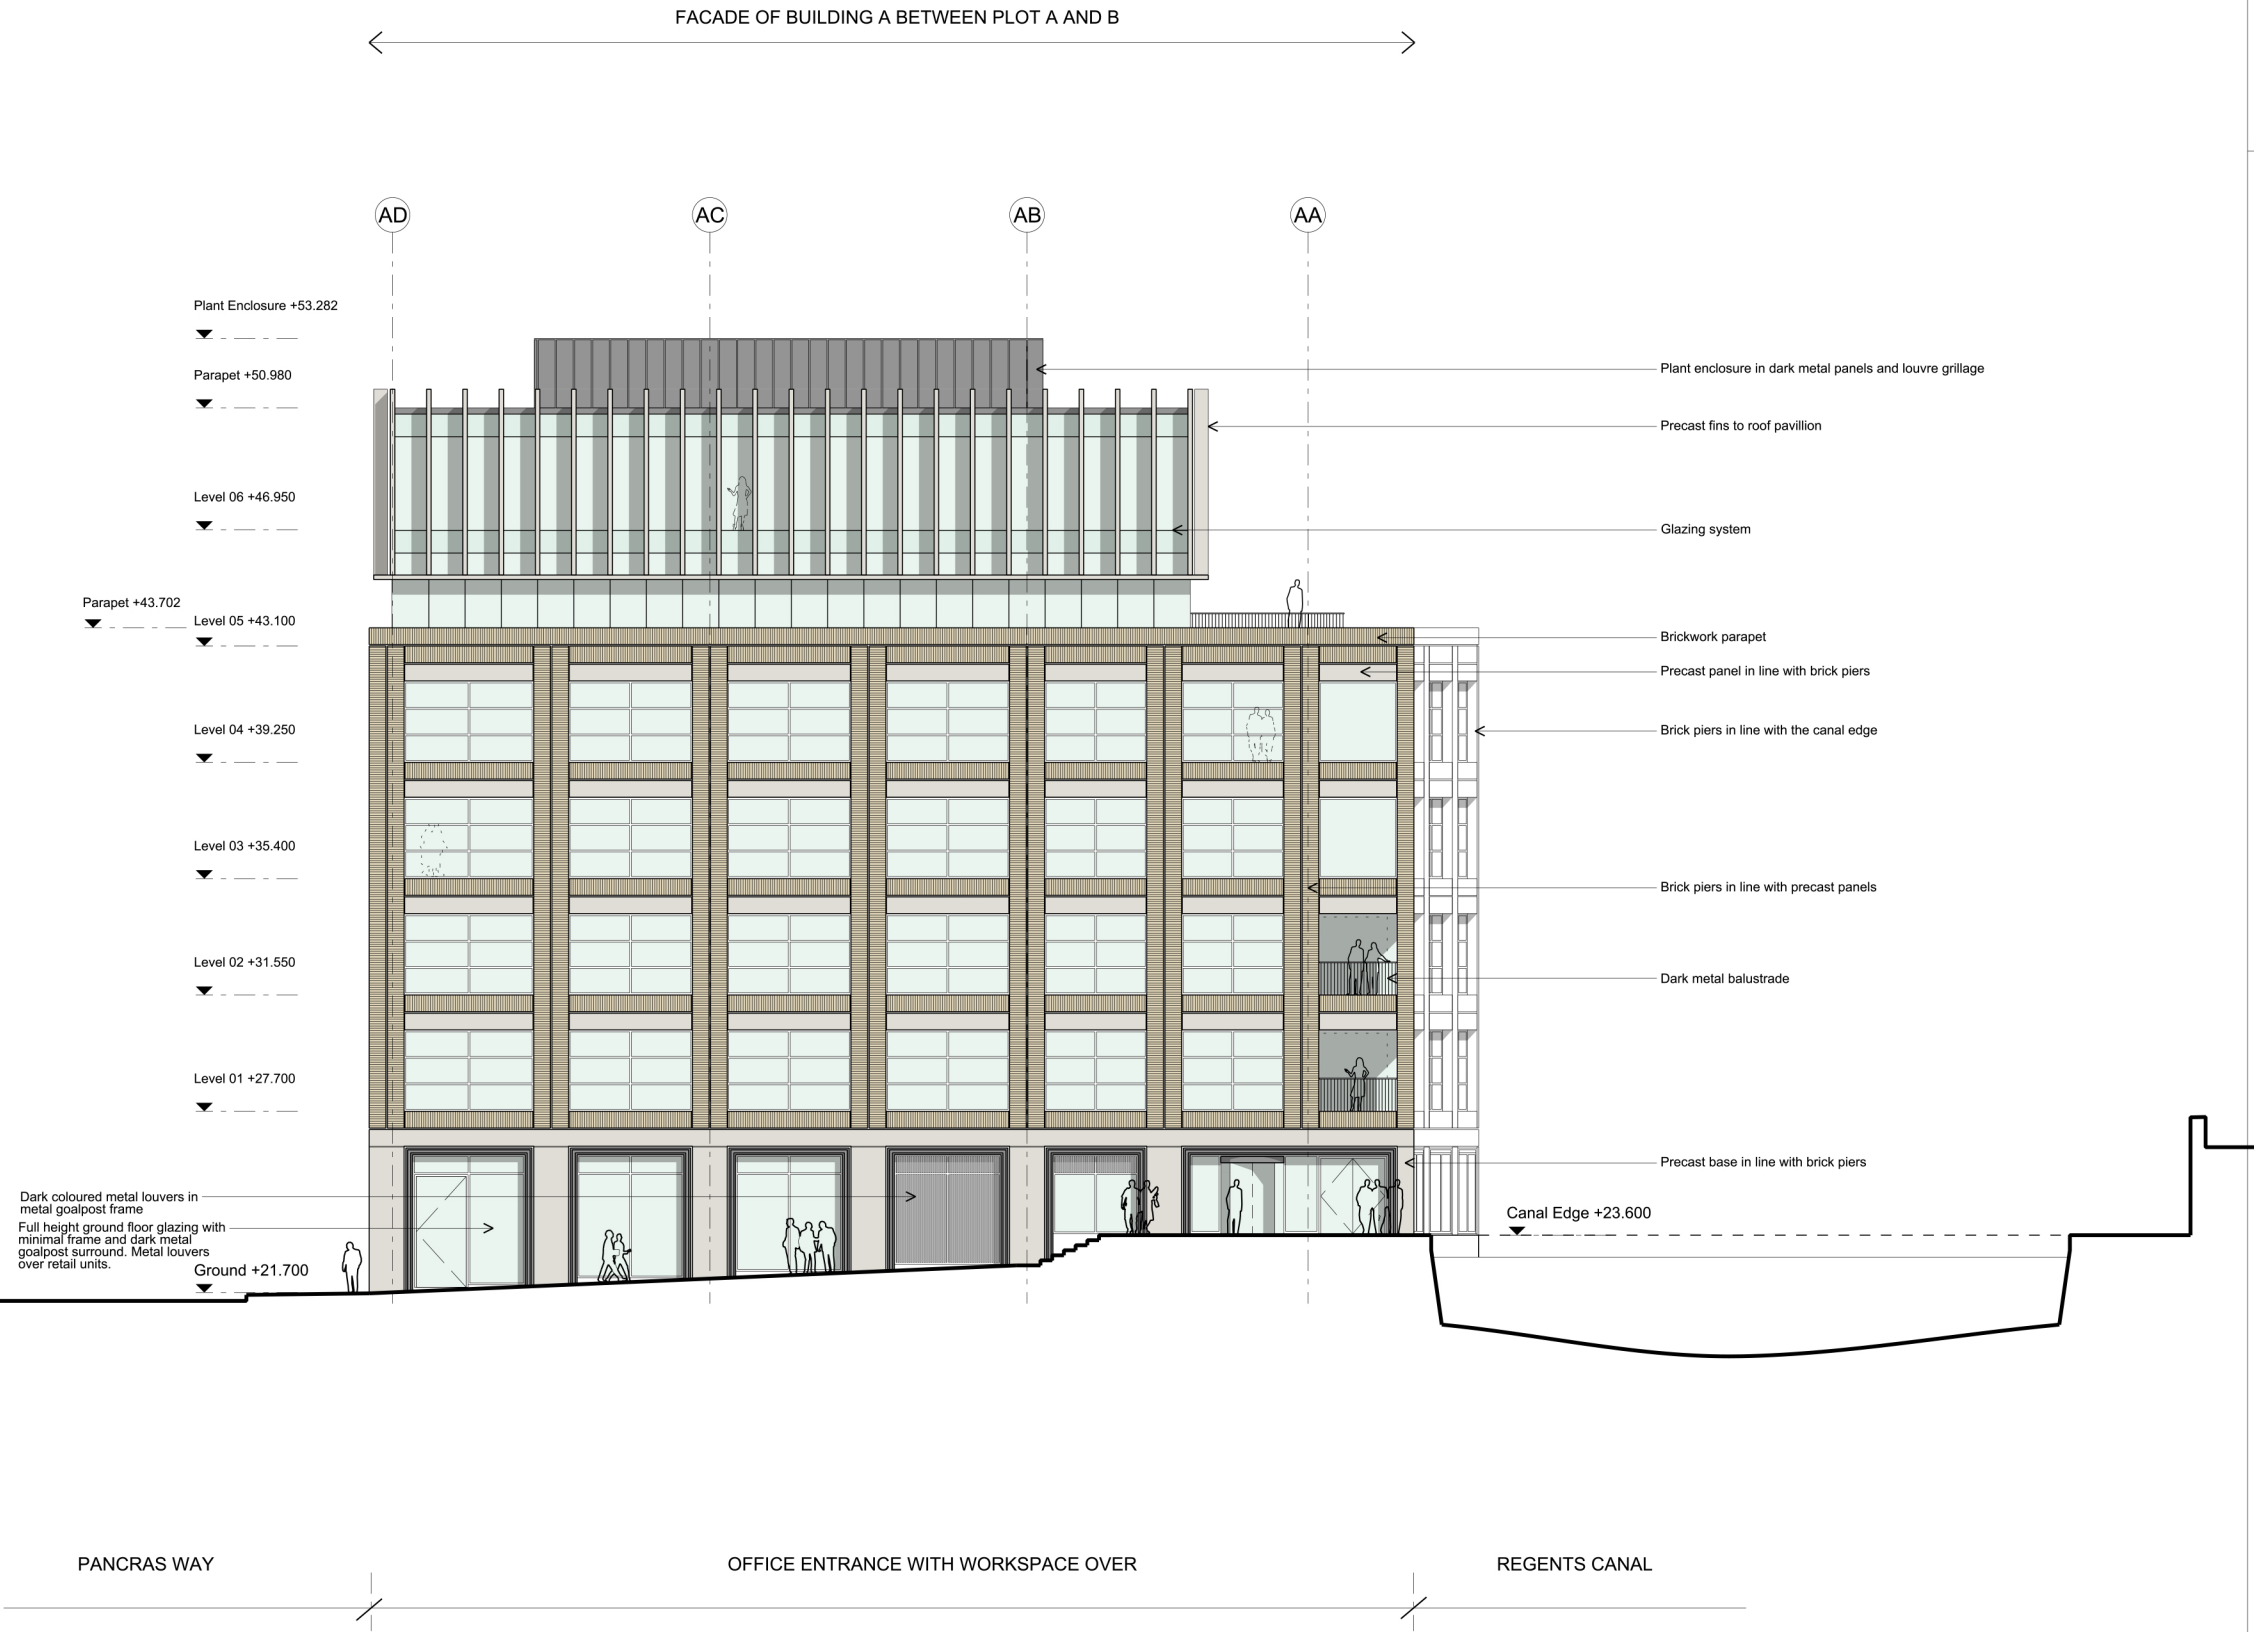 FACADE OF BUILDING A BETWEEN PLOT A AND B
AD
AC
AB
AA
Plant Enclosure +53.282
Parapet +50.980
Level 06 +46.950
Parapet +43.702
Level 05 +43.100
Level 04 +39.250
Level 03 +35.400
Level 02 +31.550
Level 01 +27.700
Dark coloured metal louvers in
metal goalpost frame
Full height ground floor glazing with
minimal frame and dark metal
goalpost surround. Metal louvers
over retail units.
Ground +21.700
Plant enclosure in dark metal panels and louvre grillage
Precast fins to roof pavillion
Glazing system
Brickwork parapet
Precast panel in line with brick piers
Brick piers in line with the canal edge
Brick piers in line with precast panels
Dark metal balustrade
Precast base in line with brick piers
Canal Edge +23.600
PANCRAS WAY
OFFICE ENTRANCE WITH WORKSPACE OVER
REGENTS CANAL